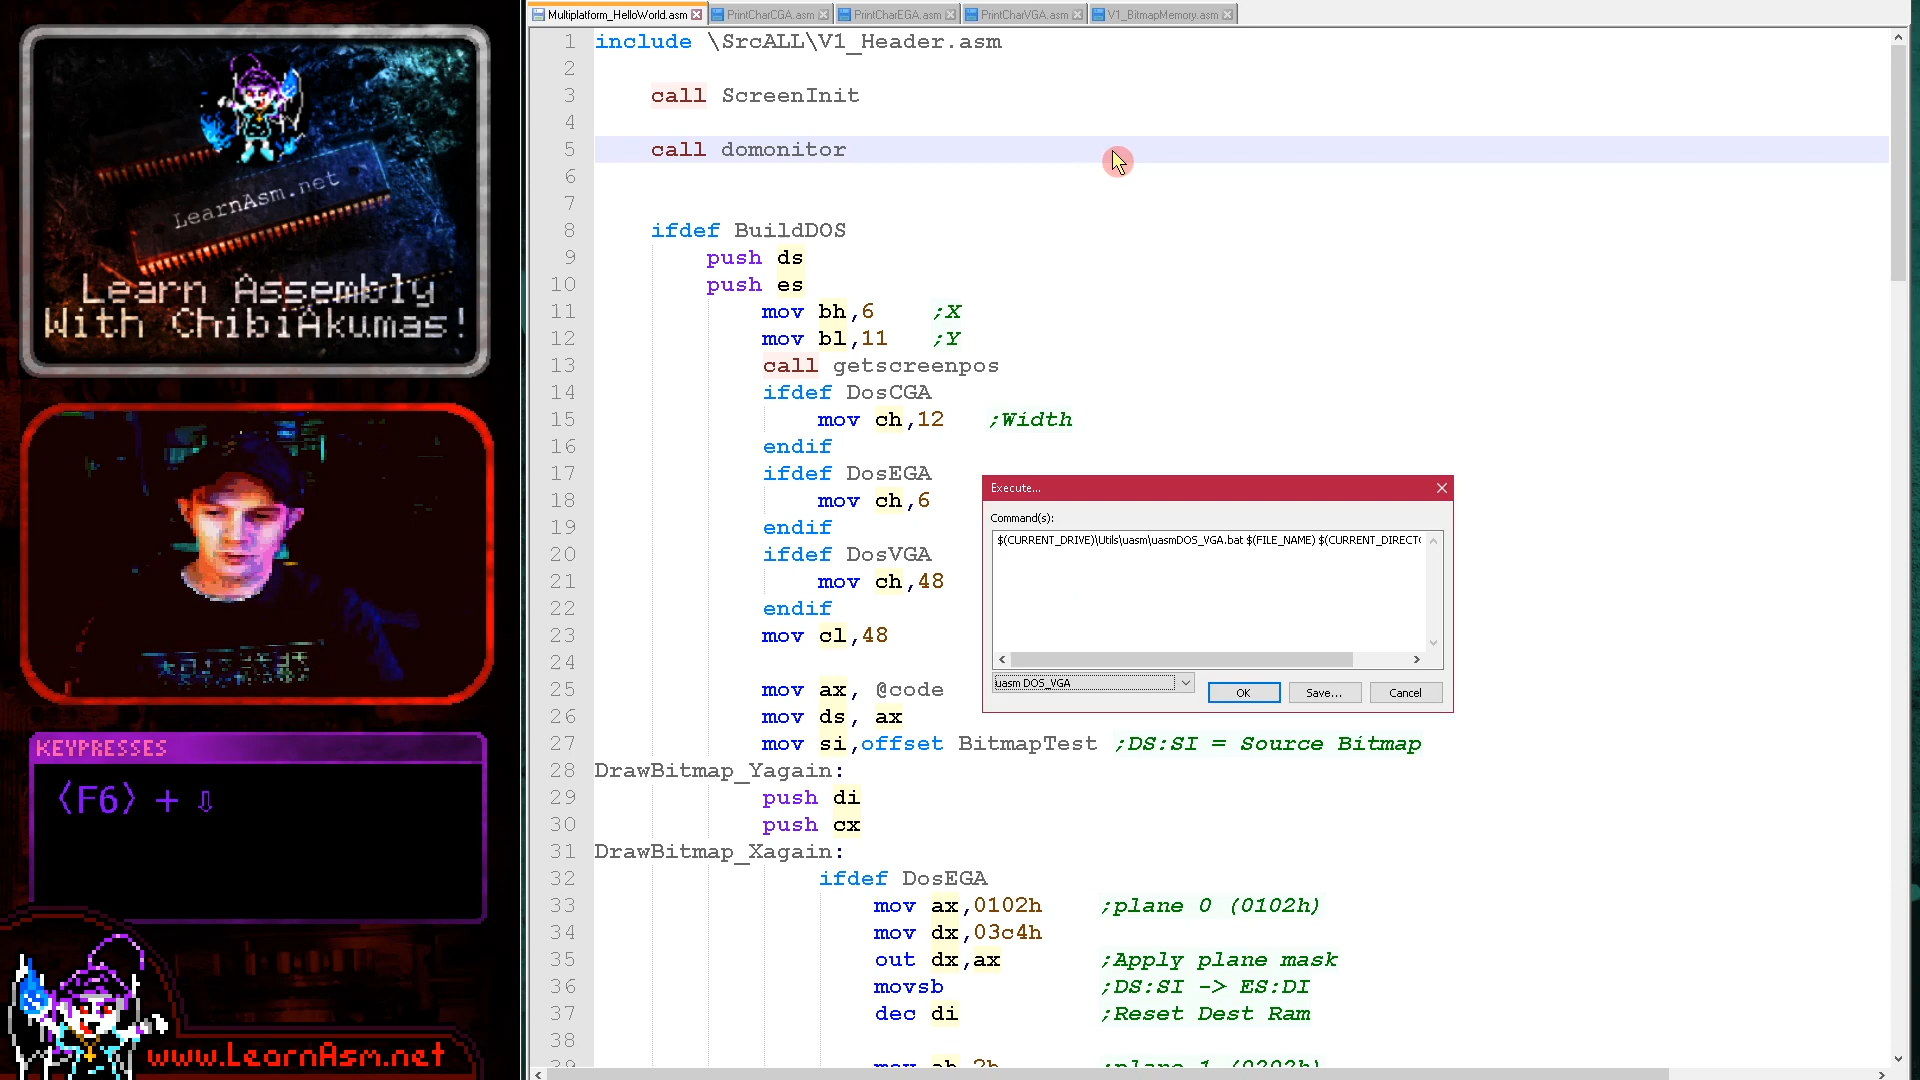 Multiplatform_HelloWorld.asm
PrintCharCGA.asm
PrintCharEGA.asm
PrintCharVGA.asm
V1_BitmapMemory.asm
1 include \SrcALL\V1_Header.asm
2
3 call ScreenInit
4
5 call domonitor
6
7
8 ifdef BuildDOS
9 push ds
10 push es
11 mov bh,6 ;X
12 mov bl,11 ;Y
13 call getscreenpos
14 ifdef DosCGA
15 mov ch,12 ;Width
16 endif
17 ifdef DosEGA
18 mov ch,6
19 endif
20 ifdef DosVGA
21 mov ch,48
22 endif
23 mov cl,48
24
25 mov ax, @code
26 mov ds, ax
27 mov si,offset BitmapTest ;DS:SI = Source Bitmap
28 DrawBitmap_Yagain:
29 push di
30 push cx
31 DrawBitmap_Xagain:
32 ifdef DosEGA
33 mov ax,0102h ;plane 0 (0102h)
34 mov dx,03c4h
35 out dx,ax ;Apply plane mask
36 movsb ;DS:SI -> ES:DI
37 dec di ;Reset Dest Ram
38
39 mov ah,2h ;plane 1 (0202h)
Execute...
Command(s):
$(CURRENT_DRIVE)\Utils\uasm\uasmDOS_VGA.bat $(FILE_NAME) $(CURRENT_DIRECT
uasm DOS_VGA
OK
Save...
Cancel
LearnAsm.net
Learn Assembly
With ChibiAkumas!
KEYPRESSES
⟨F6⟩ + ⇩
www.LearnAsm.net